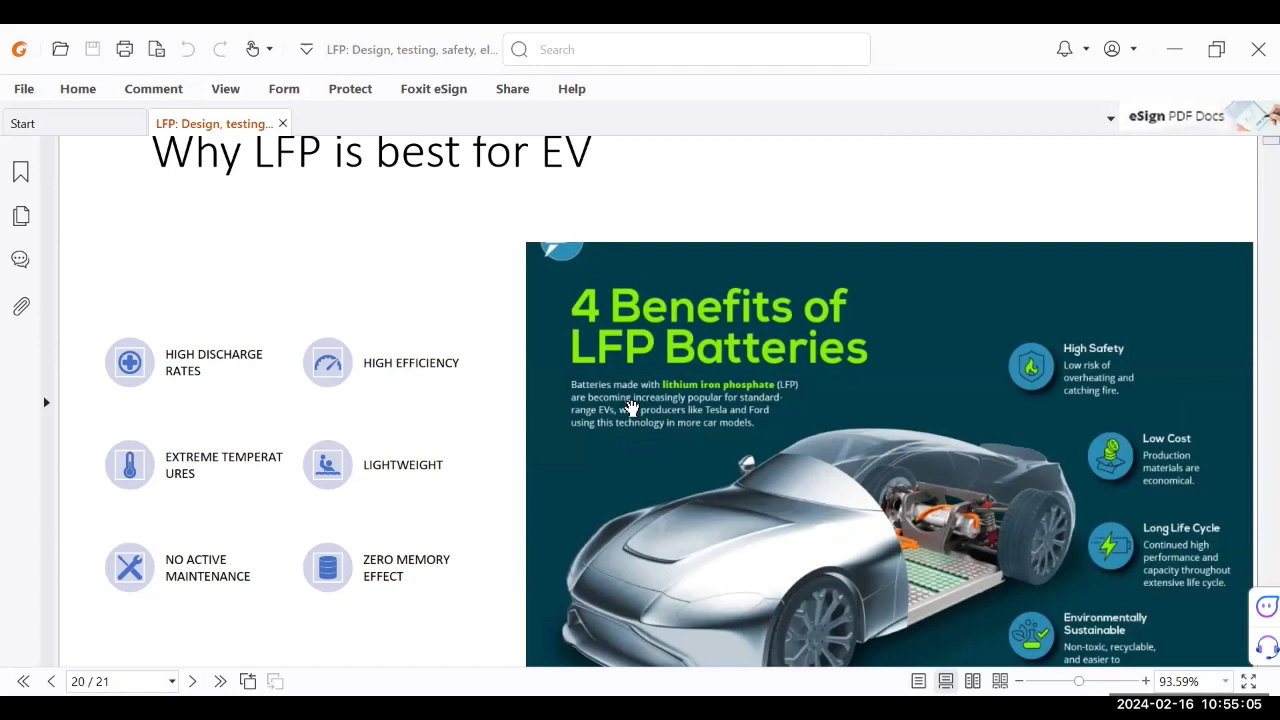 LFP: Design, testing, safety, el...
Search
File Home Comment View Form Protect Foxit eSign Share Help
Start
LFP: Design, testing...
eSign PDF Docs
Why LFP is best for EV
HIGH DISCHARGE
RATES
HIGH EFFICIENCY
EXTREME TEMPERAT
URES
LIGHTWEIGHT
NO ACTIVE
MAINTENANCE
ZERO MEMORY
EFFECT
4 Benefits of
LFP Batteries
Batteries made with lithium iron phosphate (LFP)
are becoming increasingly popular for standard-
range EVs, producers like Tesla and Ford
using this technology in more car models.
High Safety
Low risk of
overheating and
catching fire.
Low Cost
Production
materials are
economical.
Long Life Cycle
Continued high
performance and
capacity throughout
extensive life cycle.
Environmentally
Sustainable
Non-toxic, recyclable,
and easier to
20 / 21
93.59%
2024-02-16 10:55:05